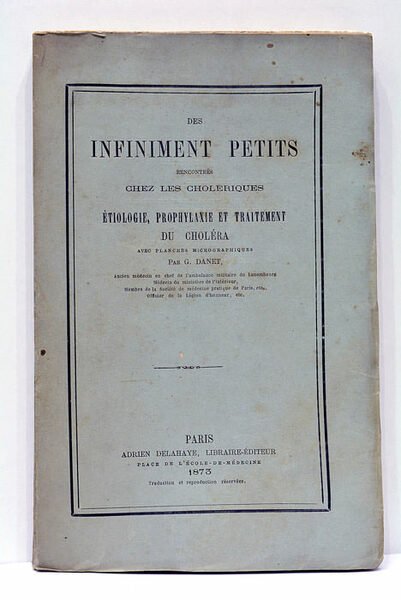 DES
INFINIMENT PETITS
RENCONTRÉS
CHEZ LES CHOLÉRIQUES
ÉTIOLOGIE, PROPHYLAXIE ET TRAITEMENT
DU CHOLÉRA
AVEC PLANCHES MICROGRAPHIQUES
PAR G. DANET,
Ancien médecin en chef de l'ambulance militaire du Luxembourg
Médecin du ministère de l'Intérieur,
Membre de la Société de médecine pratique de Paris, etc.,
Officier de la Légion d'honneur, etc.
PARIS
ADRIEN DELAHAYE, LIBRAIRE-ÉDITEUR
PLACE DE L'ÉCOLE-DE-MÉDECINE
1873
Traduction et reproduction réservées.